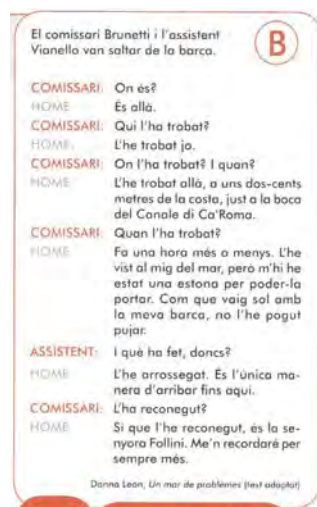 El comissari Brunetti i l'assistent
Vianello van saltar de la barca.
B
COMISSARI: On és?
HOME: És allà.
COMISSARI: Qui l'ha trobat?
HOME: L'he trobat jo.
COMISSARI: On l'ha trobat? I quan?
HOME: L'he trobat allà, a uns dos-cents
metres de la costa, just a la boca
del Canale di Ca'Roma.
COMISSARI: Quan l'ha trobat?
HOME: Fa una hora més o menys. L'he
vist al mig del mar, però m'hi he
estat una estona per poder-la
portar. Com que vaig sol amb
la meva barca, no l'he pogut
pujar.
ASSISTENT: I què ha fet, doncs?
HOME: L'he arrossegat. És l'única ma-
nera d'arribar fins aquí.
COMISSARI: L'ha reconegut?
HOME: Sí que l'he reconegut, és la se-
nyora Follini. Me'n recordaré per
sempre més.
Donna Leon, Un mar de problemes (text adaptat)